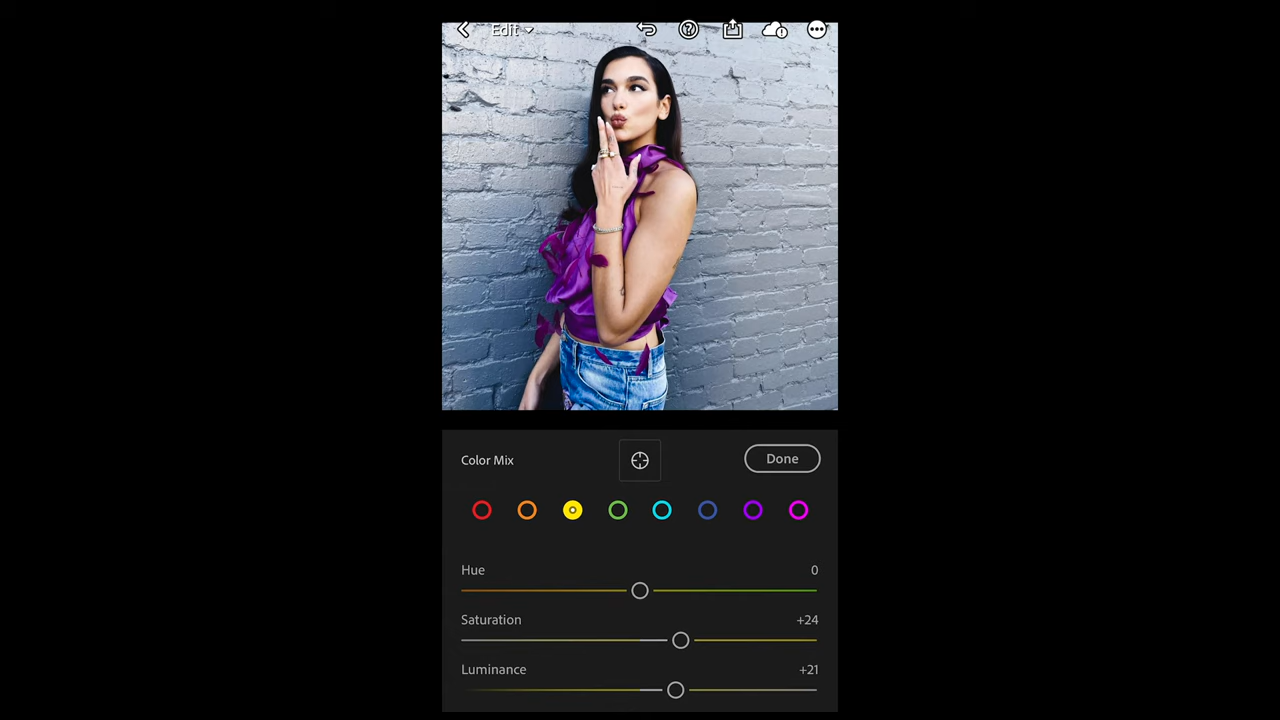 Edit
Color Mix
Done
Hue 0
Saturation +24
Luminance +21